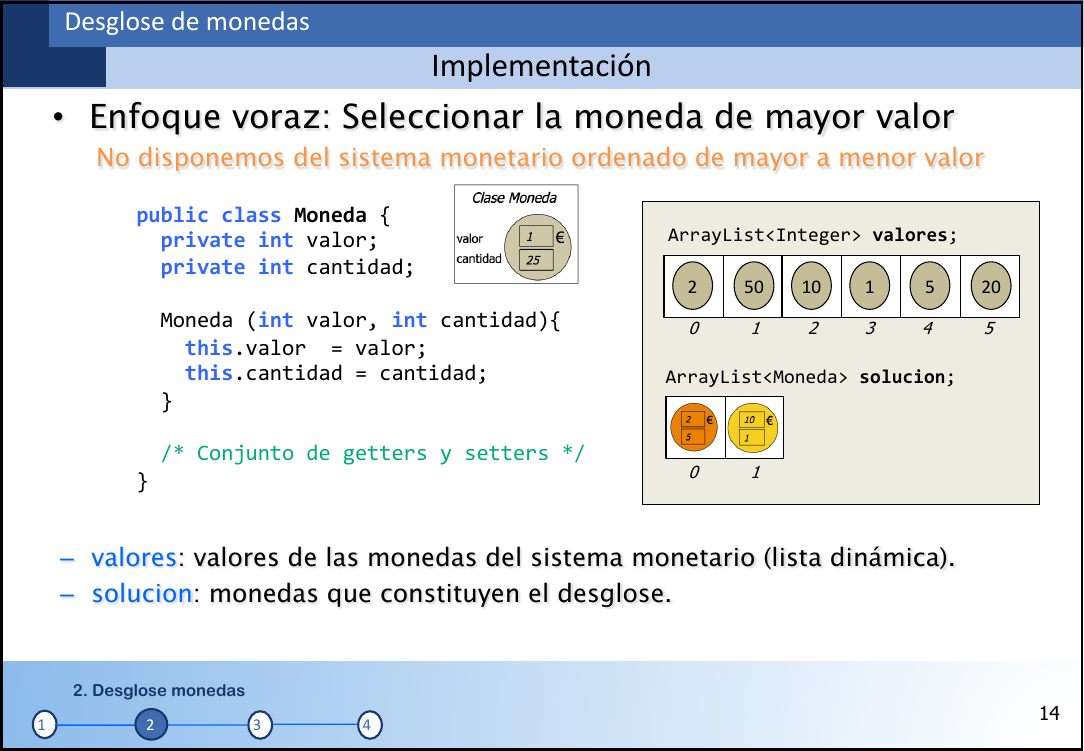 Desglose de monedas
Implementación
• Enfoque voraz: Seleccionar la moneda de mayor valor
No disponemos del sistema monetario ordenado de mayor a menor valor
public class Moneda {
private int valor;
private int cantidad;
Moneda (int valor, int cantidad){
this.valor = valor;
this.cantidad = cantidad;
}
/* Conjunto de getters y setters */
}
Clase Moneda
valor 1 €
cantidad 25
ArrayList<Integer> valores;
2 50 10 1 5 20
0 1 2 3 4 5
ArrayList<Moneda> solucion;
2 € 10 €
5 1
0 1
– valores: valores de las monedas del sistema monetario (lista dinámica).
– solucion: monedas que constituyen el desglose.
2. Desglose monedas
1 2 3 4
14